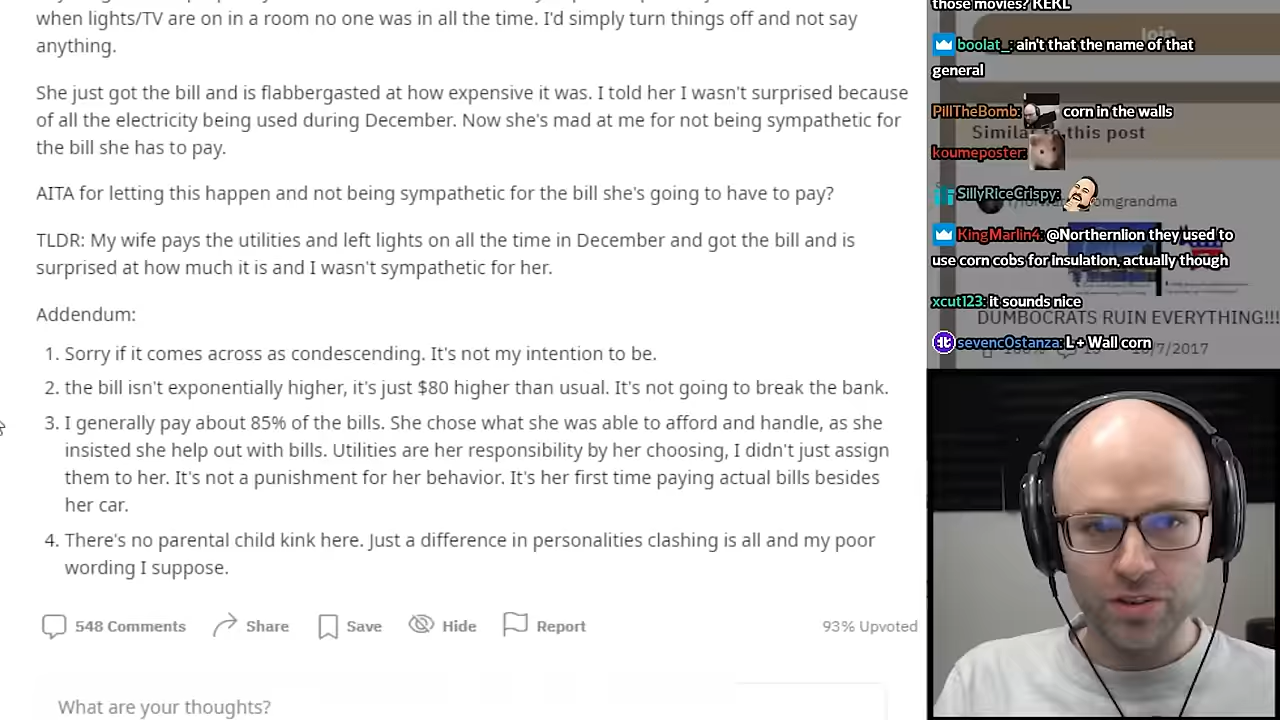 when lights/TV are on in a room no one was in all the time. I'd simply turn things off and not say
anything.
She just got the bill and is flabbergasted at how expensive it was. I told her I wasn't surprised because
of all the electricity being used during December. Now she's mad at me for not being sympathetic for
the bill she has to pay.
AITA for letting this happen and not being sympathetic for the bill she's going to have to pay?
TLDR: My wife pays the utilities and left lights on all the time in December and got the bill and is
surprised at how much it is and I wasn't sympathetic for her.
Addendum:
1. Sorry if it comes across as condescending. It's not my intention to be.
2. the bill isn't exponentially higher, it's just $80 higher than usual. It's not going to break the bank.
3. I generally pay about 85% of the bills. She chose what she was able to afford and handle, as she
insisted she help out with bills. Utilities are her responsibility by her choosing, I didn't just assign
them to her. It's not a punishment for her behavior. It's her first time paying actual bills besides
her car.
4. There's no parental child kink here. Just a difference in personalities clashing is all and my poor
wording I suppose.
548 Comments Share Save Hide Report 93% Upvoted
What are your thoughts?
those movies? KEKL
Join
boolat_: ain't that the name of that
general
PillTheBomb: corn in the walls
Similar to this post
koumeposter:
SillyRiceCrispy:
KingMarlin4: @Northernlion they used to
use corn cobs for insulation, actually though
xcut123: it sounds nice
DUMBOCRATS RUIN EVERYTHING!!!
sevencOstanza: L + Wall corn
100% 13 10/7/2017